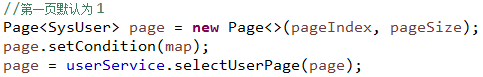 //第一页默认为1
Page<SysUser> page = new Page<>(pageIndex, pageSize);
page.setCondition(map);
page = userService.selectUserPage(page);